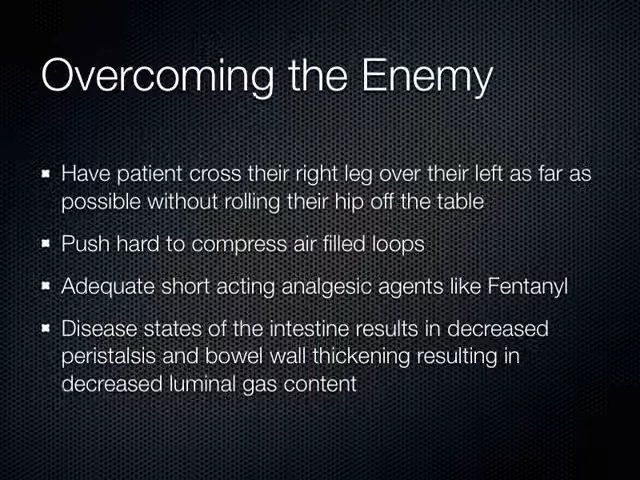 Overcoming the Enemy
Have patient cross their right leg over their left as far as
possible without rolling their hip off the table
Push hard to compress air filled loops
Adequate short acting analgesic agents like Fentanyl
Disease states of the intestine results in decreased
peristalsis and bowel wall thickening resulting in
decreased luminal gas content